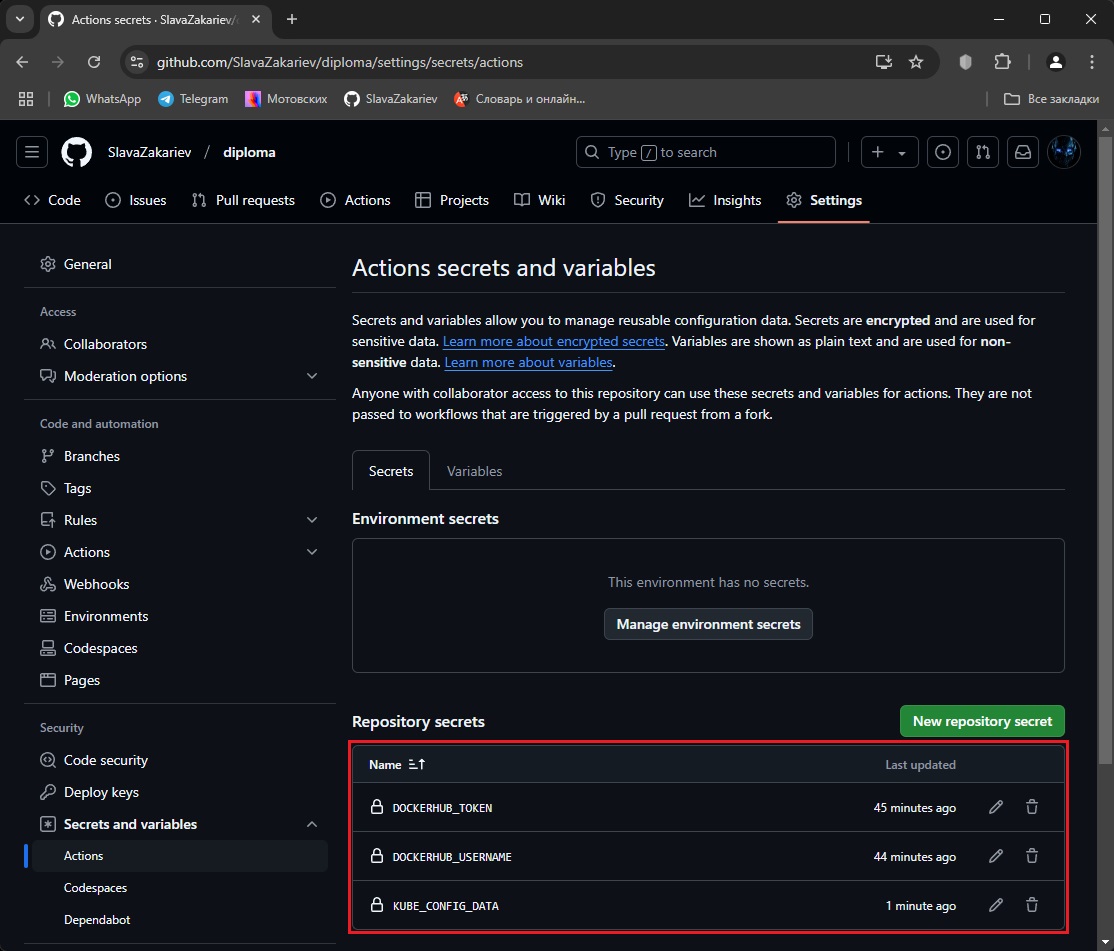 Actions secrets · SlavaZakariev/
github.com/SlavaZakariev/diploma/settings/secrets/actions
WhatsApp
Telegram
Мотовских
SlavaZakariev
Словарь и онлайн...
Все закладки
SlavaZakariev / diploma
Type / to search
Code
Issues
Pull requests
Actions
Projects
Wiki
Security
Insights
Settings
General
Access
Collaborators
Moderation options
Code and automation
Branches
Tags
Rules
Actions
Webhooks
Environments
Codespaces
Pages
Security
Code security
Deploy keys
Secrets and variables
Actions
Codespaces
Dependabot
Actions secrets and variables
Secrets and variables allow you to manage reusable configuration data. Secrets are encrypted and are used for
sensitive data. Learn more about encrypted secrets. Variables are shown as plain text and are used for non-
sensitive data. Learn more about variables.
Anyone with collaborator access to this repository can use these secrets and variables for actions. They are not
passed to workflows that are triggered by a pull request from a fork.
Secrets
Variables
Environment secrets
This environment has no secrets.
Manage environment secrets
Repository secrets
New repository secret
Name
Last updated
DOCKERHUB_TOKEN
45 minutes ago
DOCKERHUB_USERNAME
44 minutes ago
KUBE_CONFIG_DATA
1 minute ago